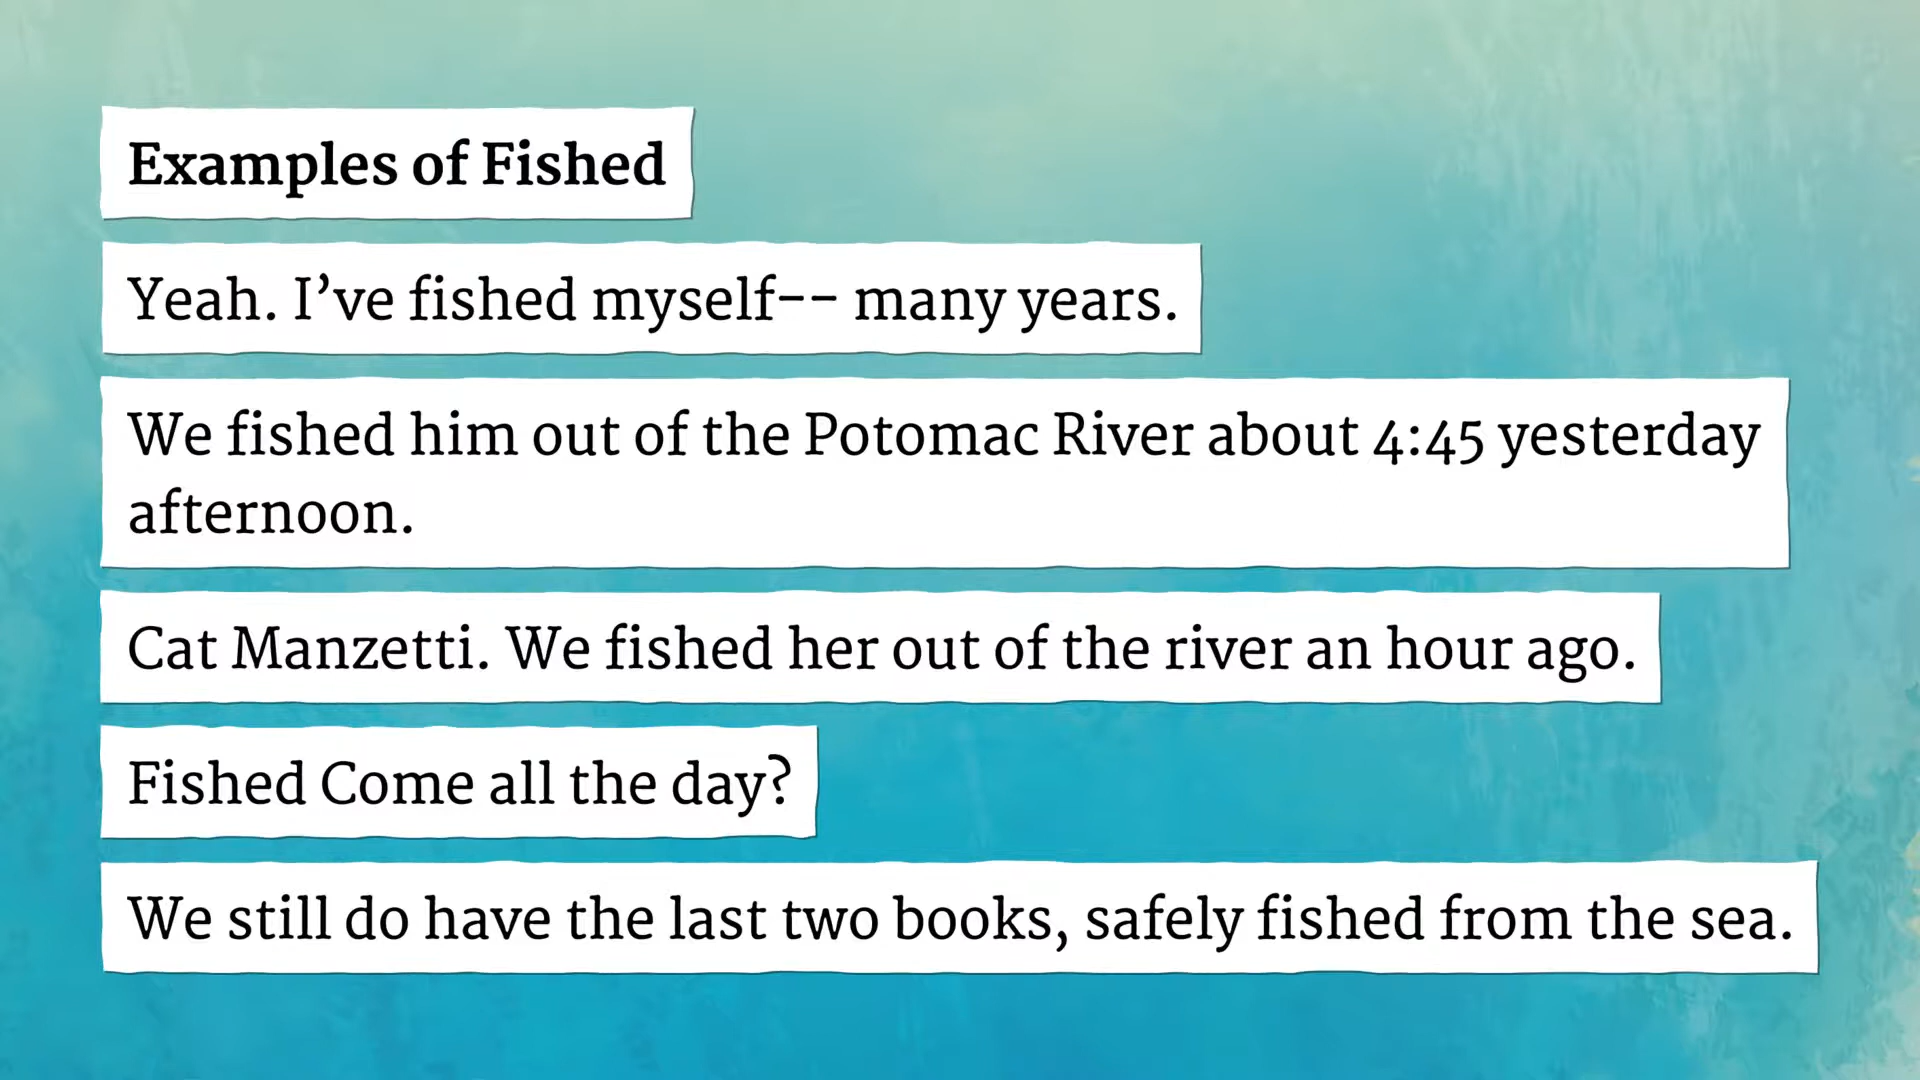 Examples of Fished
Yeah. I’ve fished myself-- many years.
We fished him out of the Potomac River about 4:45 yesterday
afternoon.
Cat Manzetti. We fished her out of the river an hour ago.
Fished Come all the day?
We still do have the last two books, safely fished from the sea.